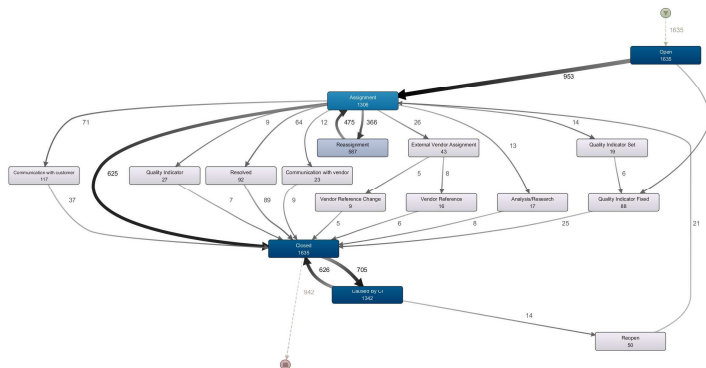 1635
Open
1635
953
Assignment
1306
71
9
64
12
475
366
26
14
13
Reassignment
567
External Vendor Assignment
43
Quality Indicator Set
19
Communication with customer
117
625
Quality Indicator
27
Resolved
92
Communication with vendor
23
5
8
6
Vendor Reference Change
9
Vendor Reference
16
Analysis/Research
17
Quality Indicator Fixed
68
37
7
89
9
5
6
8
25
21
Closed
1635
626
705
942
Caused By CI
1342
14
Reopen
50